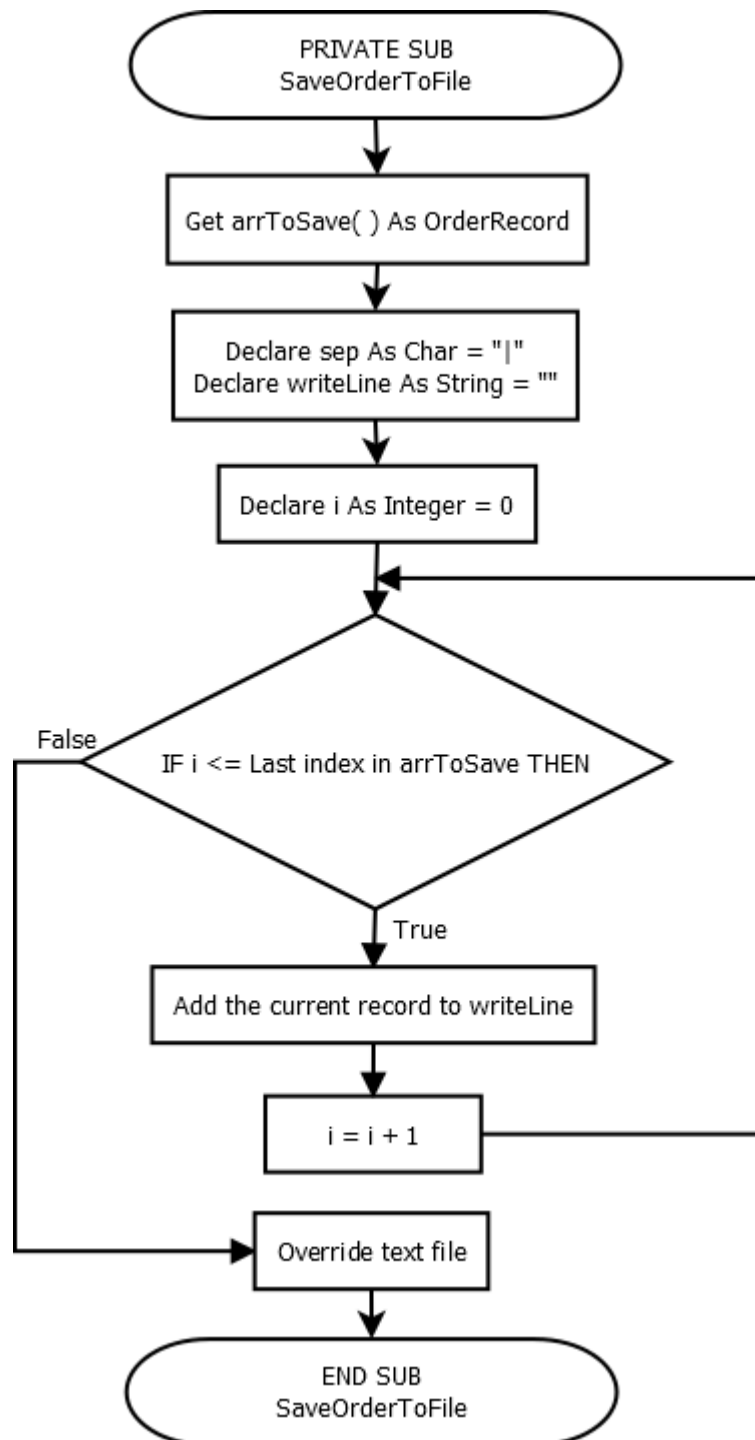 PRIVATE SUB
SaveOrderToFile
Get arrToSave( ) As OrderRecord
Declare sep As Char = "|"
Declare writeLine As String = ""
Declare i As Integer = 0
IF i <= Last index in arrToSave THEN
False
True
Add the current record to writeLine
i = i + 1
Override text file
END SUB
SaveOrderToFile